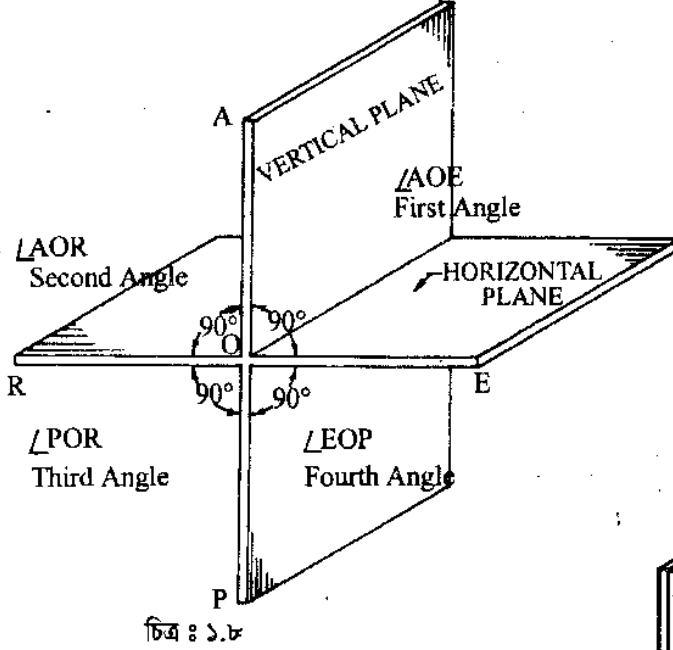 A
VERTICAL PLANE
∠AOE
First Angle
∠AOR
Second Angle
HORIZONTAL
PLANE
90° 90°
O
R
E
90° 90°
∠POR
Third Angle
∠EOP
Fourth Angle
P
চিত্র ঃ ১.৮